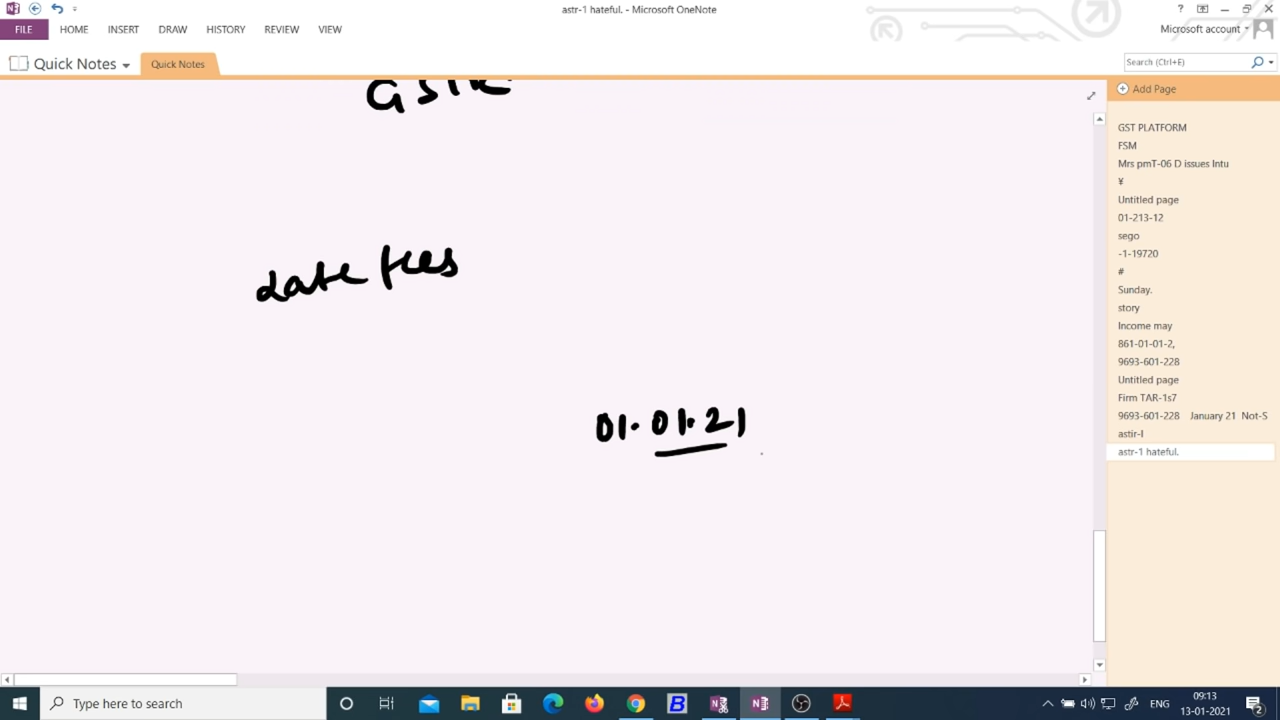 astr-1 hateful. - Microsoft OneNote
?
FILE HOME INSERT DRAW HISTORY REVIEW VIEW
Microsoft account
Quick Notes
Quick Notes
Search (Ctrl+E)
Add Page
GST PLATFORM
FSM
Mrs pmT-06 D issues Intu
¥
Untitled page
01-213-12
sego
-1-19720
#
Sunday.
story
Income may
861-01-01-2,
9693-601-228
Untitled page
Firm TAR-1s7
9693-601-228 January 21 Not-S
astir-I
astr-1 hateful.
Late fees
01.01.21
Type here to search
ENG
09:13
13-01-2021
2